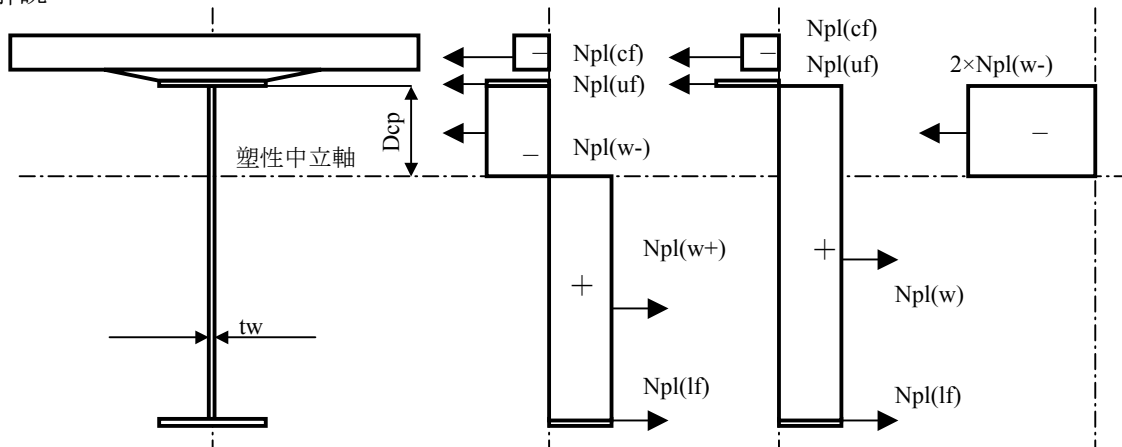 Npl(cf)
Npl(uf)
Npl(w-)
Npl(w+)
Npl(lf)
Npl(cf)
Npl(uf)
Npl(w)
Npl(lf)
2×Npl(w-)
Dcp
塑性中立軸
tw
−
−
+
−
+
−